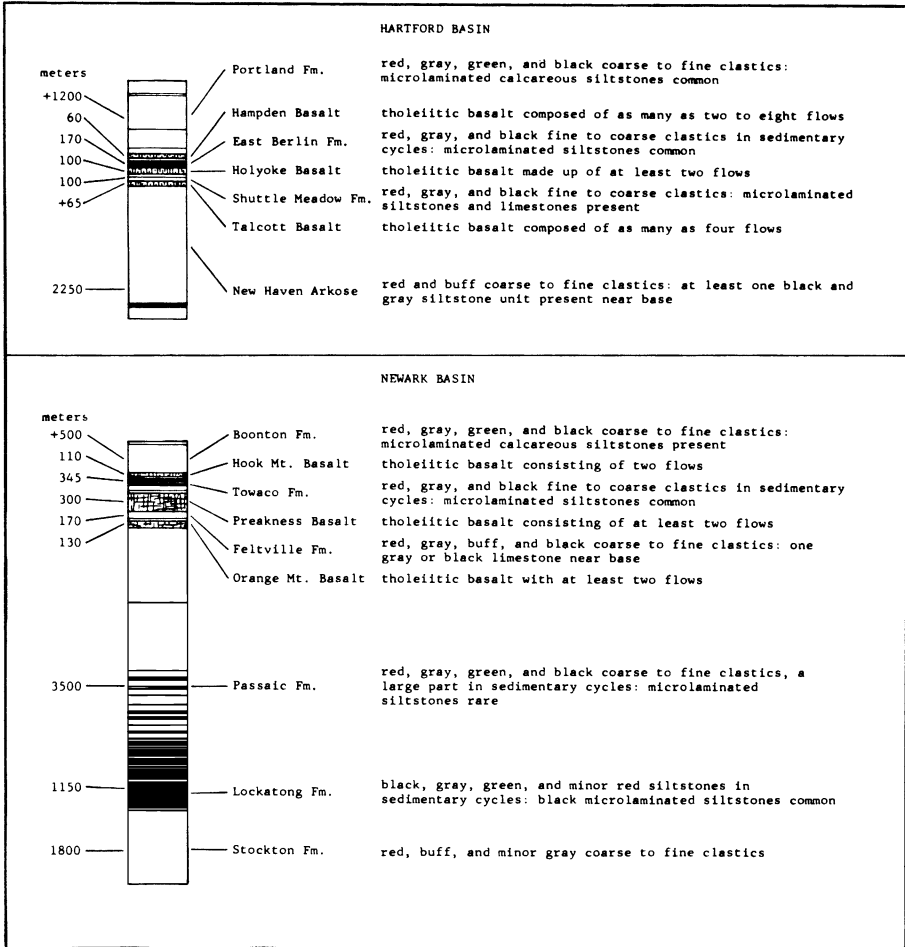 HARTFORD BASIN
meters
+1200 Portland Fm. red, gray, green, and black coarse to fine clastics:
microlaminated calcareous siltstones common
60 Hampden Basalt tholeiitic basalt composed of as many as two to eight flows
170 East Berlin Fm. red, gray, and black fine to coarse clastics in sedimentary
cycles: microlaminated siltstones common
100 Holyoke Basalt tholeiitic basalt made up of at least two flows
100 Shuttle Meadow Fm. red, gray, and black fine to coarse clastics: microlaminated
siltstones and limestones present
+65 Talcott Basalt tholeiitic basalt composed of as many as four flows
2250 New Haven Arkose red and buff coarse to fine clastics: at least one black and
gray siltstone unit present near base
NEWARK BASIN
meters
+500 Boonton Fm. red, gray, green, and black coarse to fine clastics:
microlaminated calcareous siltstones present
110 Hook Mt. Basalt tholeiitic basalt consisting of two flows
345 Towaco Fm. red, gray, and black fine to coarse clastics in sedimentary
cycles: microlaminated siltstones common
300 Preakness Basalt tholeiitic basalt consisting of at least two flows
170 Feltville Fm. red, gray, buff, and black coarse to fine clastics: one
gray or black limestone near base
130 Orange Mt. Basalt tholeiitic basalt with at least two flows
3500 Passaic Fm. red, gray, green, and black coarse to fine clastics, a
large part in sedimentary cycles: microlaminated
siltstones rare
1150 Lockatong Fm. black, gray, green, and minor red siltstones in
sedimentary cycles: black microlaminated siltstones common
1800 Stockton Fm. red, buff, and minor gray coarse to fine clastics